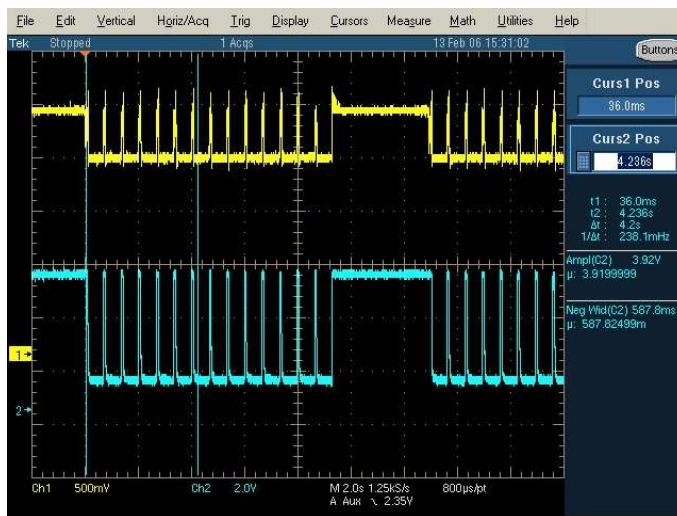 File Edit Vertical Horiz/Acq Trig Display Cursors Measure Math Utilities Help
Tek Stopped 1 Acqs 13 Feb 06 15:31:02
Buttons
Curs1 Pos
36.0ms
Curs2 Pos
4.236s
t1 : 36.0ms
t2 : 4.236s
Δt : 4.2s
1/Δt : 238.1mHz
Ampl(C2) 3.92V
µ: 3.9199999
Neg Wid(C2) 587.8ms
µ: 587.82499m
1
2
Ch1 500mV Ch2 2.0V M 2.0s 1.25kS/s 800µs/pt
A Aux \ 2.35V